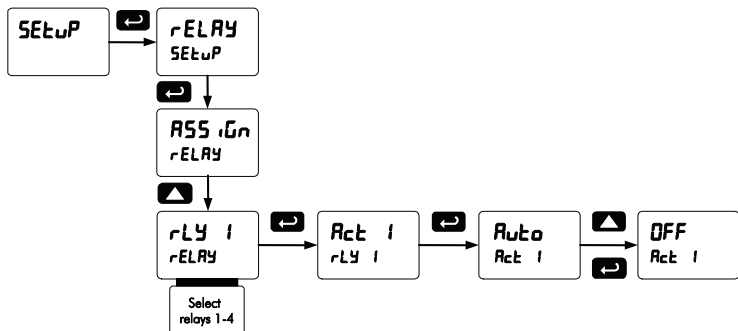 SEtuP
rELAY
SEtuP
ASSiGn
rELAY
rLY 1
rELAY
Act 1
rLY 1
Auto
Act 1
OFF
Act 1
Select
relays 1-4